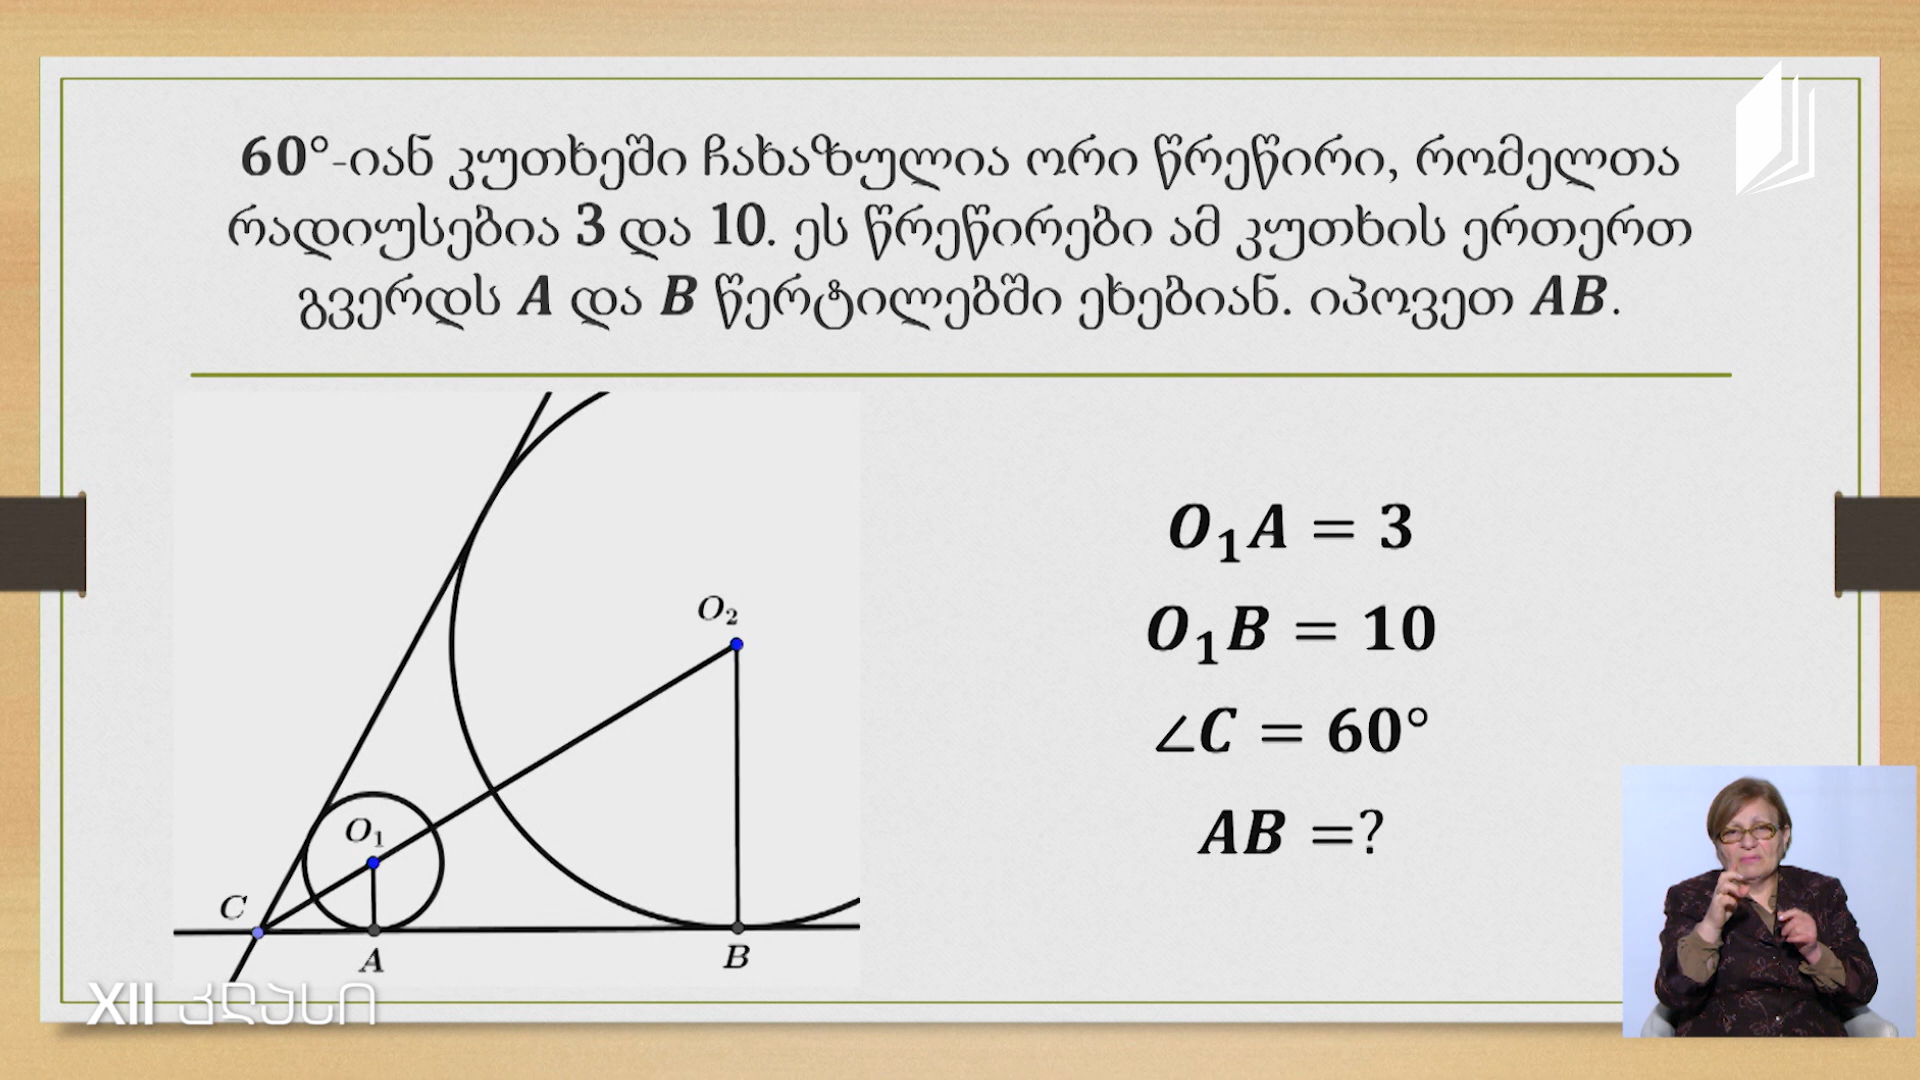 60°-იან კუთხეში ჩახაზულია ორი წრეწირი, რომელთა
რადიუსებია 3 და 10. ეს წრეწირები ამ კუთხის ერთერთ
გვერდს A და B წერტილებში ეხებიან. იპოვეთ AB.
O₂
O₁
C
A
B
O₁A = 3
O₁B = 10
∠C = 60°
AB =?
XII კლასი